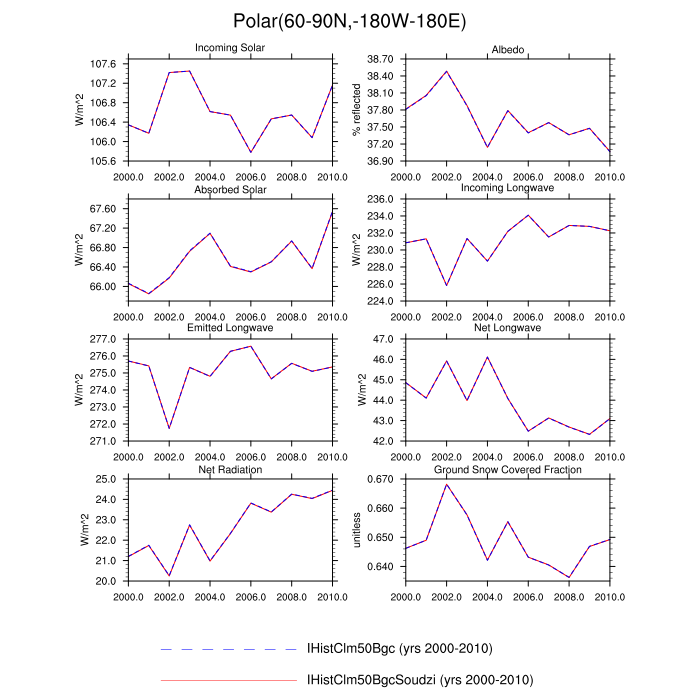 Polar(60-90N,-180W-180E)
Incoming Solar
W/m^2
107.6
107.2
106.8
106.4
106.0
105.6
2000.0 2002.0 2004.0 2006.0 2008.0 2010.0
Albedo
% reflected
38.70
38.40
38.10
37.80
37.50
37.20
36.90
2000.0 2002.0 2004.0 2006.0 2008.0 2010.0
Absorbed Solar
W/m^2
67.60
67.20
66.80
66.40
66.00
2000.0 2002.0 2004.0 2006.0 2008.0 2010.0
Incoming Longwave
W/m^2
236.0
234.0
232.0
230.0
228.0
226.0
224.0
2000.0 2002.0 2004.0 2006.0 2008.0 2010.0
Emitted Longwave
W/m^2
277.0
276.0
275.0
274.0
273.0
272.0
271.0
2000.0 2002.0 2004.0 2006.0 2008.0 2010.0
Net Longwave
W/m^2
47.0
46.0
45.0
44.0
43.0
42.0
2000.0 2002.0 2004.0 2006.0 2008.0 2010.0
Net Radiation
W/m^2
25.0
24.0
23.0
22.0
21.0
20.0
2000.0 2002.0 2004.0 2006.0 2008.0 2010.0
Ground Snow Covered Fraction
unitless
0.670
0.660
0.650
0.640
2000.0 2002.0 2004.0 2006.0 2008.0 2010.0
IHistClm50Bgc (yrs 2000-2010)
IHistClm50BgcSoudzi (yrs 2000-2010)